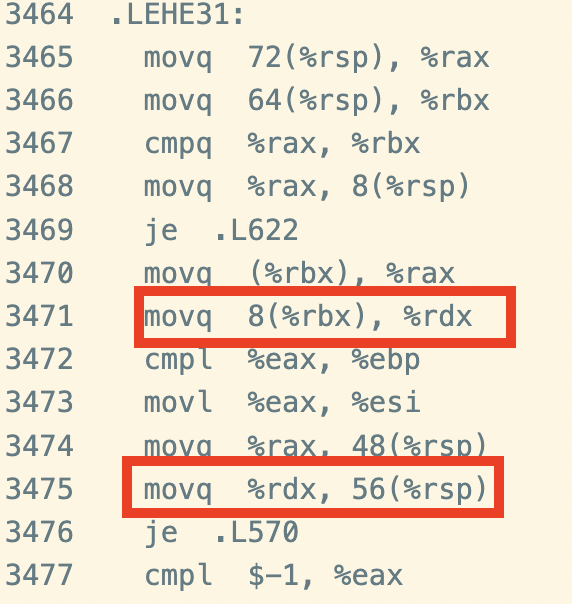 3464 .LEHE31:
3465 movq 72(%rsp), %rax
3466 movq 64(%rsp), %rbx
3467 cmpq %rax, %rbx
3468 movq %rax, 8(%rsp)
3469 je .L622
3470 movq (%rbx), %rax
3471 movq 8(%rbx), %rdx
3472 cmpl %eax, %ebp
3473 movl %eax, %esi
3474 movq %rax, 48(%rsp)
3475 movq %rdx, 56(%rsp)
3476 je .L570
3477 cmpl $-1, %eax